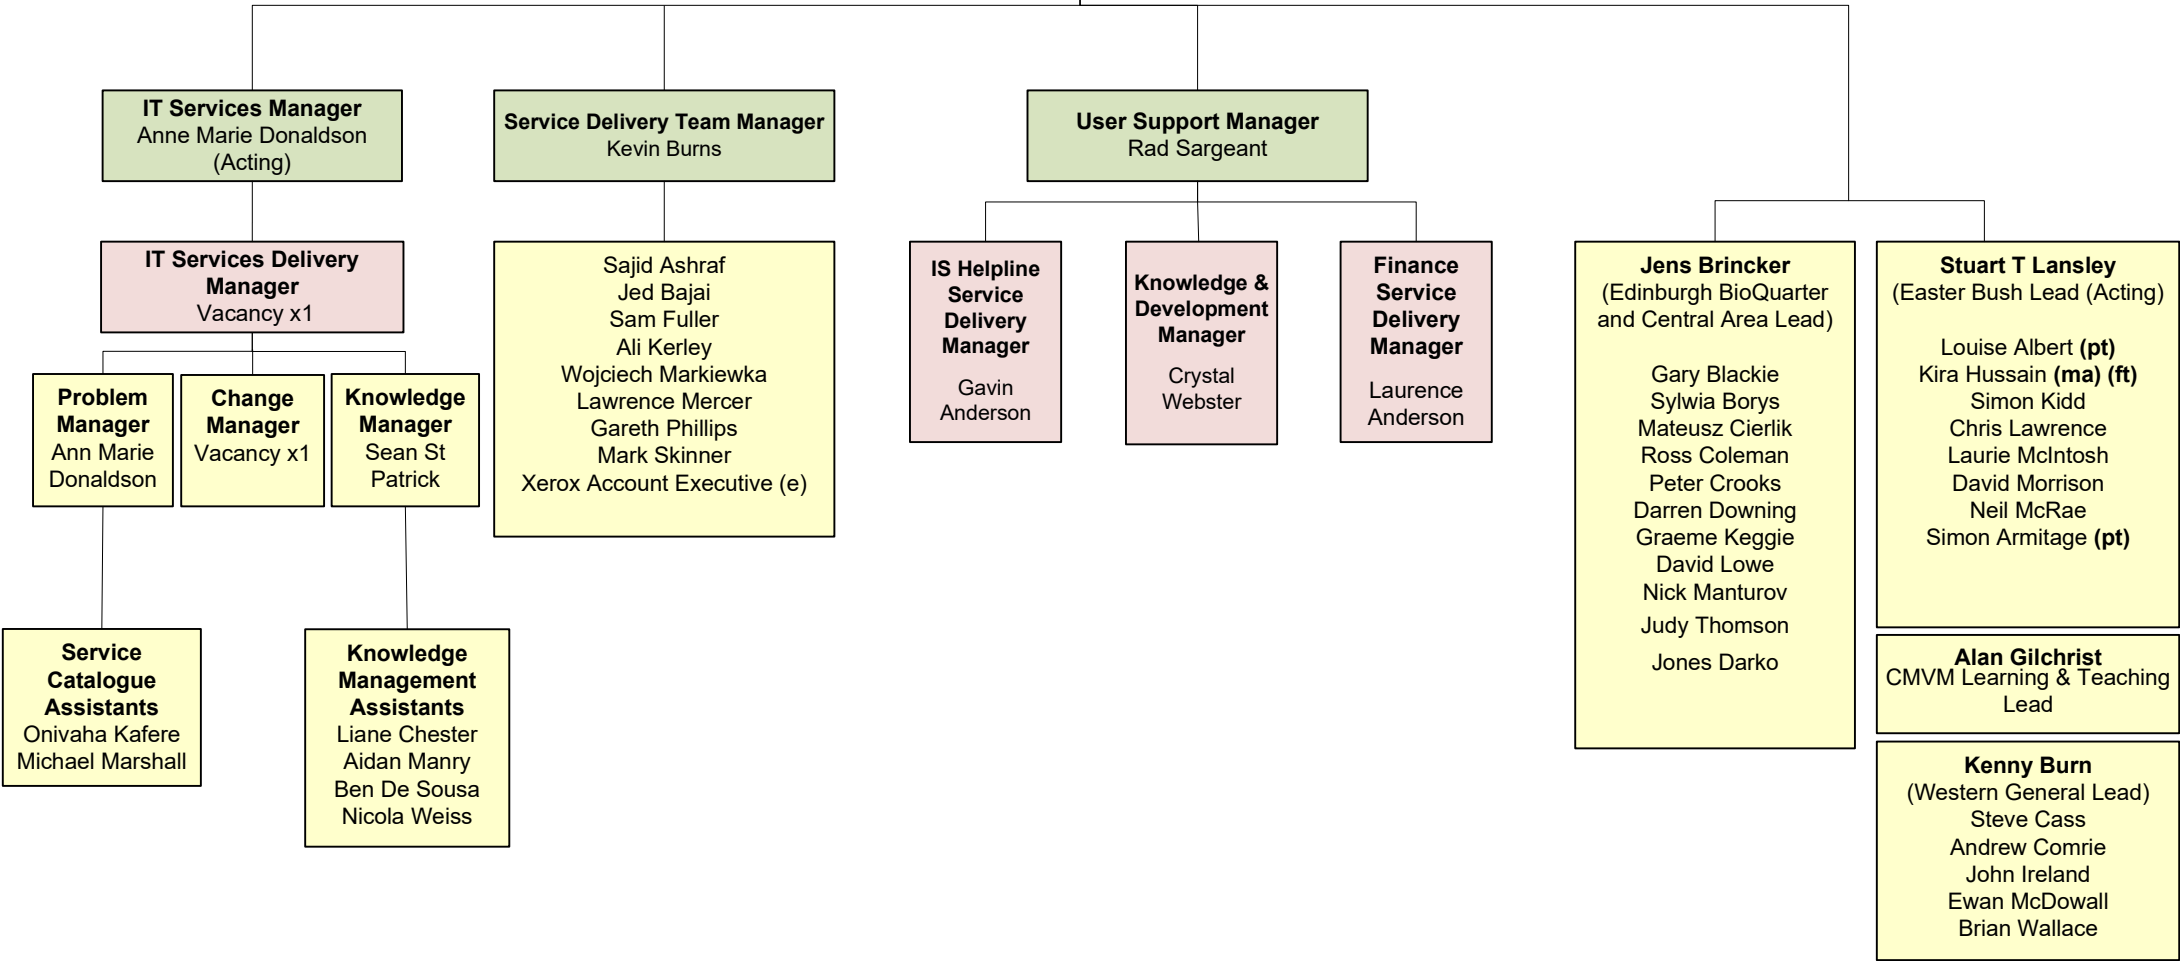 IT Services Manager
Anne Marie Donaldson
(Acting)
Service Delivery Team Manager
Kevin Burns
User Support Manager
Rad Sargeant
IT Services Delivery
Manager
Vacancy x1
Problem
Manager
Ann Marie
Donaldson
Change
Manager
Vacancy x1
Knowledge
Manager
Sean St
Patrick
Service
Catalogue
Assistants
Onivaha Kafere
Michael Marshall
Knowledge
Management
Assistants
Liane Chester
Aidan Manry
Ben De Sousa
Nicola Weiss
Sajid Ashraf
Jed Bajai
Sam Fuller
Ali Kerley
Wojciech Markiewka
Lawrence Mercer
Gareth Phillips
Mark Skinner
Xerox Account Executive (e)
IS Helpline
Service
Delivery
Manager
Gavin
Anderson
Knowledge &
Development
Manager
Crystal
Webster
Finance
Service
Delivery
Manager
Laurence
Anderson
Jens Brincker
(Edinburgh BioQuarter
and Central Area Lead)
Gary Blackie
Sylwia Borys
Mateusz Cierlik
Ross Coleman
Peter Crooks
Darren Downing
Graeme Keggie
David Lowe
Nick Manturov
Judy Thomson
Jones Darko
Stuart T Lansley
(Easter Bush Lead (Acting)
Louise Albert (pt)
Kira Hussain (ma) (ft)
Simon Kidd
Chris Lawrence
Laurie McIntosh
David Morrison
Neil McRae
Simon Armitage (pt)
Alan Gilchrist
CMVM Learning & Teaching
Lead
Kenny Burn
(Western General Lead)
Steve Cass
Andrew Comrie
John Ireland
Ewan McDowall
Brian Wallace